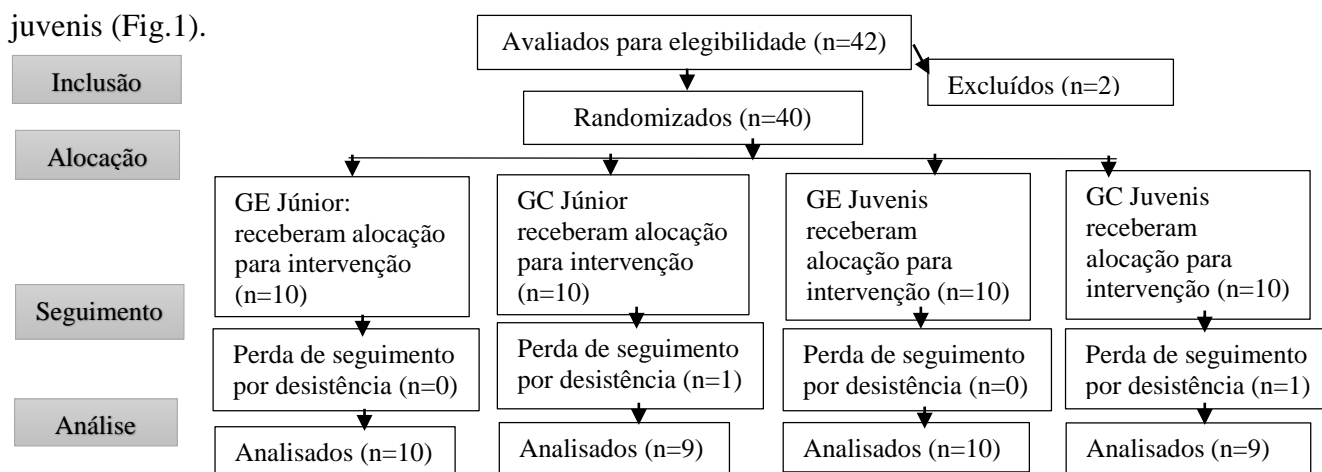 juvenis (Fig.1).
Avaliados para elegibilidade (n=42)
Inclusão
Excluídos (n=2)
Randomizados (n=40)
Alocação
GE Júnior:
receberam alocação
para intervenção
(n=10)
GC Júnior
receberam alocação
para intervenção
(n=10)
GE Juvenis
receberam
alocação para
intervenção (n=10)
GC Juvenis
receberam
alocação para
intervenção (n=10)
Seguimento
Perda de seguimento
por desistência (n=0)
Perda de seguimento
por desistência (n=1)
Perda de seguimento
por desistência (n=0)
Perda de seguimento
por desistência (n=1)
Análise
Analisados (n=10)
Analisados (n=9)
Analisados (n=10)
Analisados (n=9)